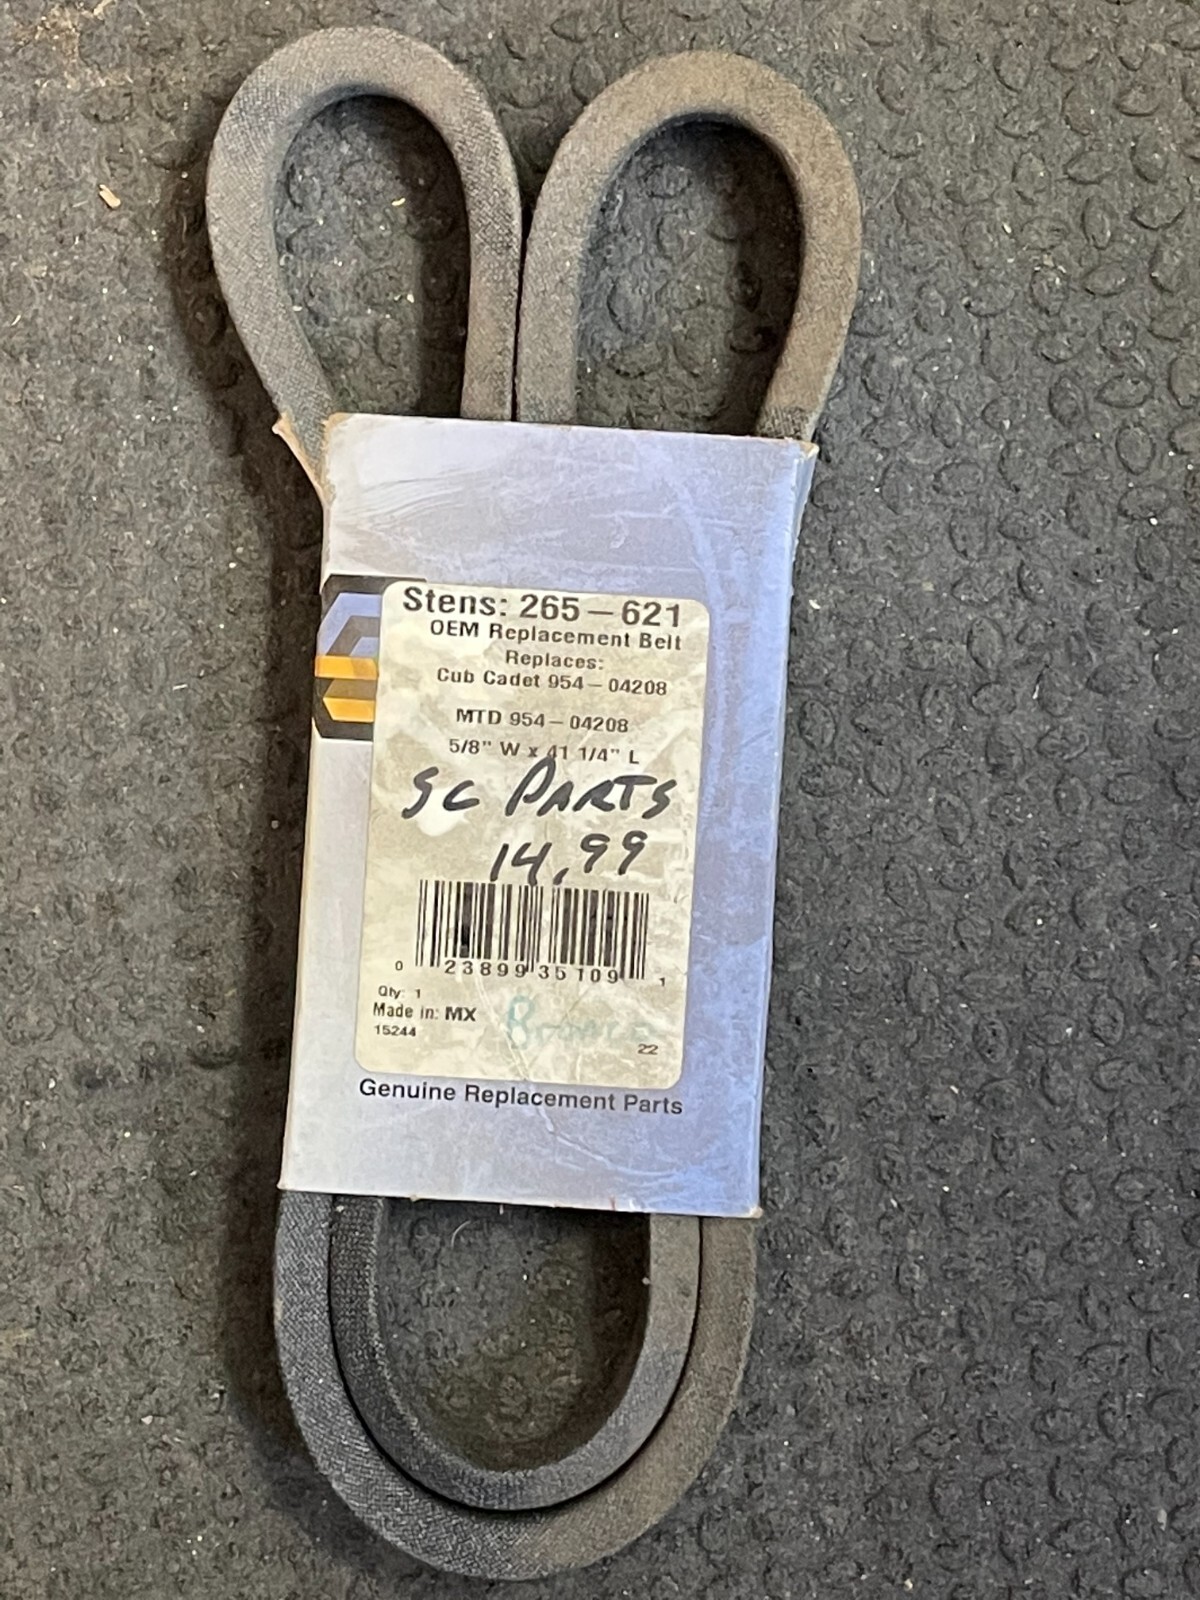 Stens: 265-621
OEM Replacement Belt
Replaces:
Cub Cadet 954-04208
MTD 954-04208
5/8" W x 41 1/4" L
SC PARTS
14.99
0 23899 35109 1
Qty: 1
Made in: MX
15244
22
Genuine Replacement Parts